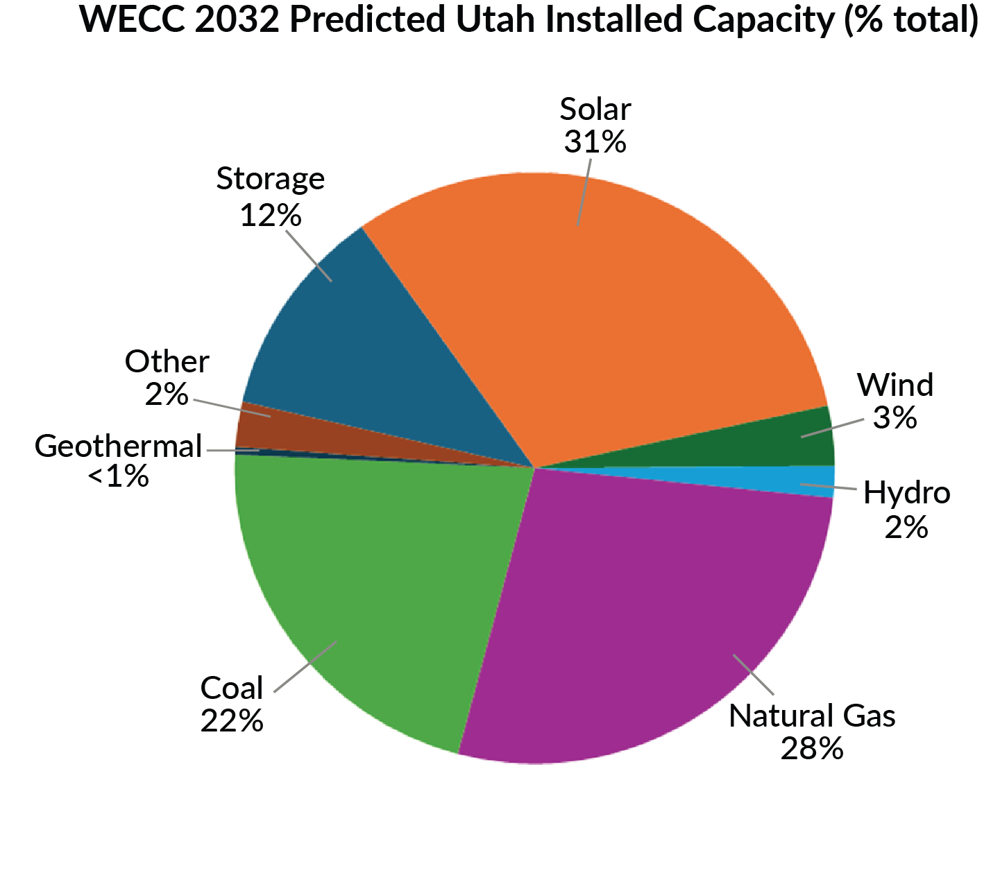 WECC 2032 Predicted Utah Installed Capacity (% total)
Solar
31%
Storage
12%
Other
2%
Wind
3%
Geothermal
<1%
Hydro
2%
Coal
22%
Natural Gas
28%